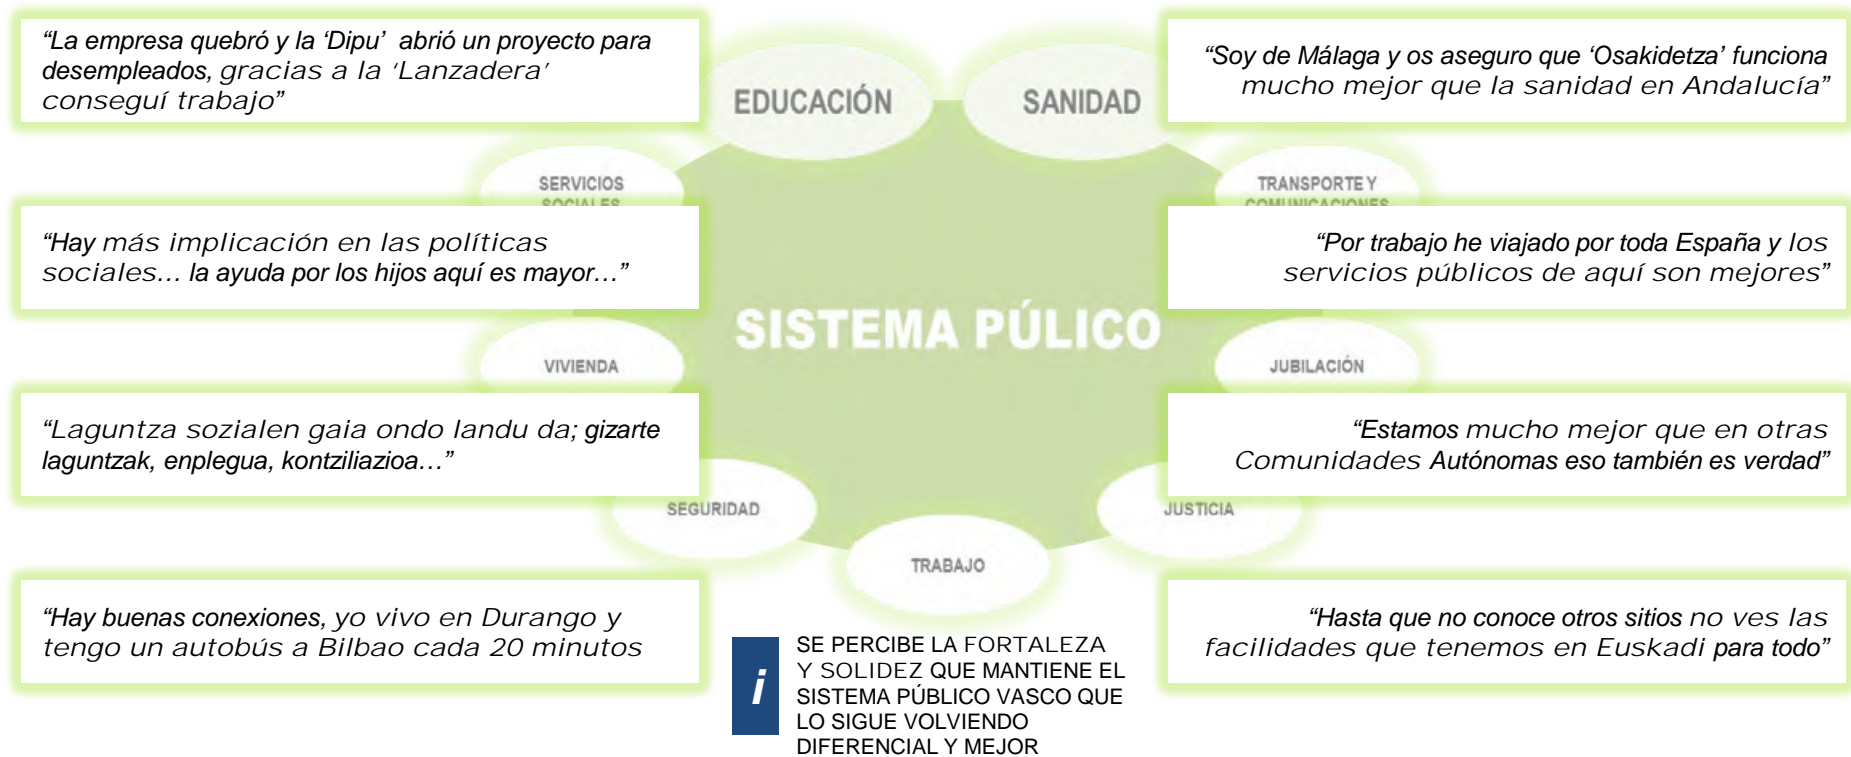 “La empresa quebró y la ‘Dipu’ abrió un proyecto para
desempleados, gracias a la ‘Lanzadera’
conseguí trabajo”
“Soy de Málaga y os aseguro que ‘Osakidetza’ funciona
mucho mejor que la sanidad en Andalucía”
EDUCACIÓN
SANIDAD
SERVICIOS
SOCIALES
TRANSPORTE Y
COMUNICACIONES
“Hay más implicación en las políticas
sociales... la ayuda por los hijos aquí es mayor…”
“Por trabajo he viajado por toda España y los
servicios públicos de aquí son mejores”
SISTEMA PÚLICO
VIVIENDA
JUBILACIÓN
“Laguntza sozialen gaia ondo landu da; gizarte
laguntzak, enplegua, kontziliazioa…”
“Estamos mucho mejor que en otras
Comunidades Autónomas eso también es verdad”
SEGURIDAD
JUSTICIA
TRABAJO
“Hay buenas conexiones, yo vivo en Durango y
tengo un autobús a Bilbao cada 20 minutos
“Hasta que no conoce otros sitios no ves las
facilidades que tenemos en Euskadi para todo”
i
SE PERCIBE LA FORTALEZA
Y SOLIDEZ QUE MANTIENE EL
SISTEMA PÚBLICO VASCO QUE
LO SIGUE VOLVIENDO
DIFERENCIAL Y MEJOR